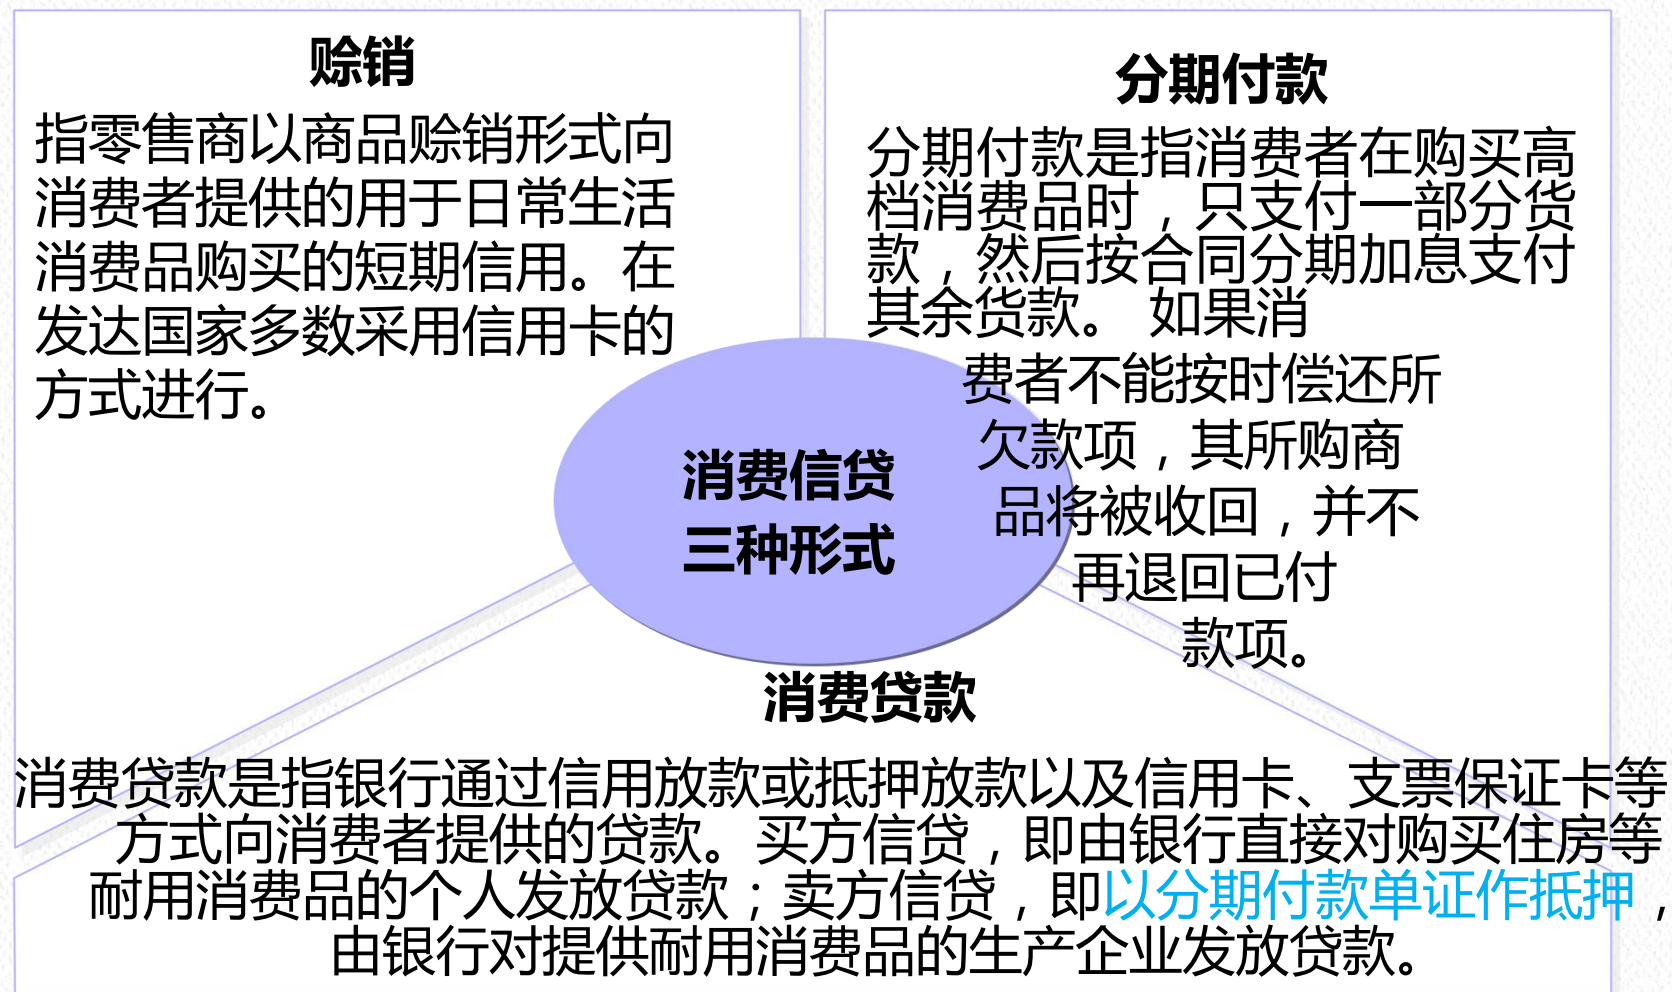 赊销
指零售商以商品赊销形式向
消费者提供的用于日常生活
消费品购买的短期信用。在
发达国家多数采用信用卡的
方式进行。
分期付款
分期付款是指消费者在购买高
档消费品时，只支付一部分货
款，然后按合同分期加息支付
其余货款。 如果消
费者不能按时偿还所
欠款项，其所购商
品将被收回，并不
再退回已付
款项。
消费信贷
三种形式
消费贷款
消费贷款是指银行通过信用放款或抵押放款以及信用卡、支票保证卡等
方式向消费者提供的贷款。买方信贷，即由银行直接对购买住房等
耐用消费品的个人发放贷款；卖方信贷，即以分期付款单证作抵押，
由银行对提供耐用消费品的生产企业发放贷款。